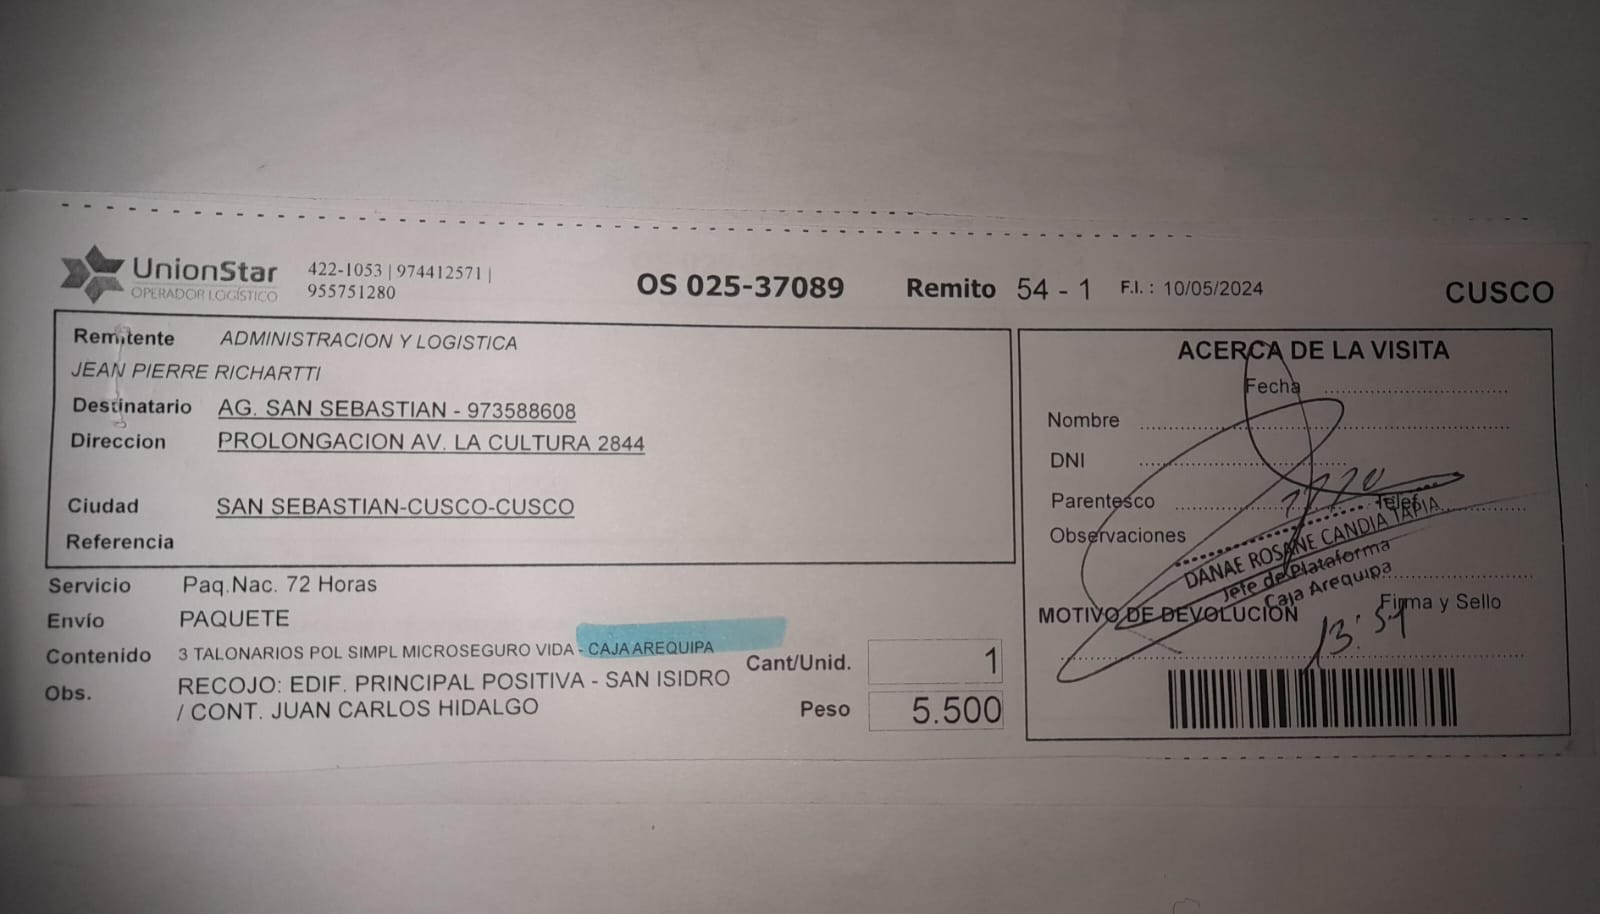 UnionStar
OPERADOR LOGÍSTICO
422-1053 | 974412571 |
955751280
OS 025-37089
Remito 54 - 1
F.I. : 10/05/2024
CUSCO
Remitente ADMINISTRACION Y LOGISTICA
JEAN PIERRE RICHARTTI
Destinatario AG. SAN SEBASTIAN - 973588608
Direccion PROLONGACION AV. LA CULTURA 2844
Ciudad SAN SEBASTIAN-CUSCO-CUSCO
Referencia
Servicio Paq.Nac. 72 Horas
Envío PAQUETE
Contenido 3 TALONARIOS POL SIMPL MICROSEGURO VIDA - CAJA AREQUIPA
Obs. RECOJO: EDIF. PRINCIPAL POSITIVA - SAN ISIDRO
/ CONT. JUAN CARLOS HIDALGO
Cant/Unid. 1
Peso 5.500
ACERCA DE LA VISITA
Fecha
Nombre
DNI
Parentesco
Telef.
Observaciones
DANAE ROSANE CANDIA TAPIA
Jefe de Plataforma
Caja Arequipa
Firma y Sello
MOTIVO DE DEVOLUCIÓN